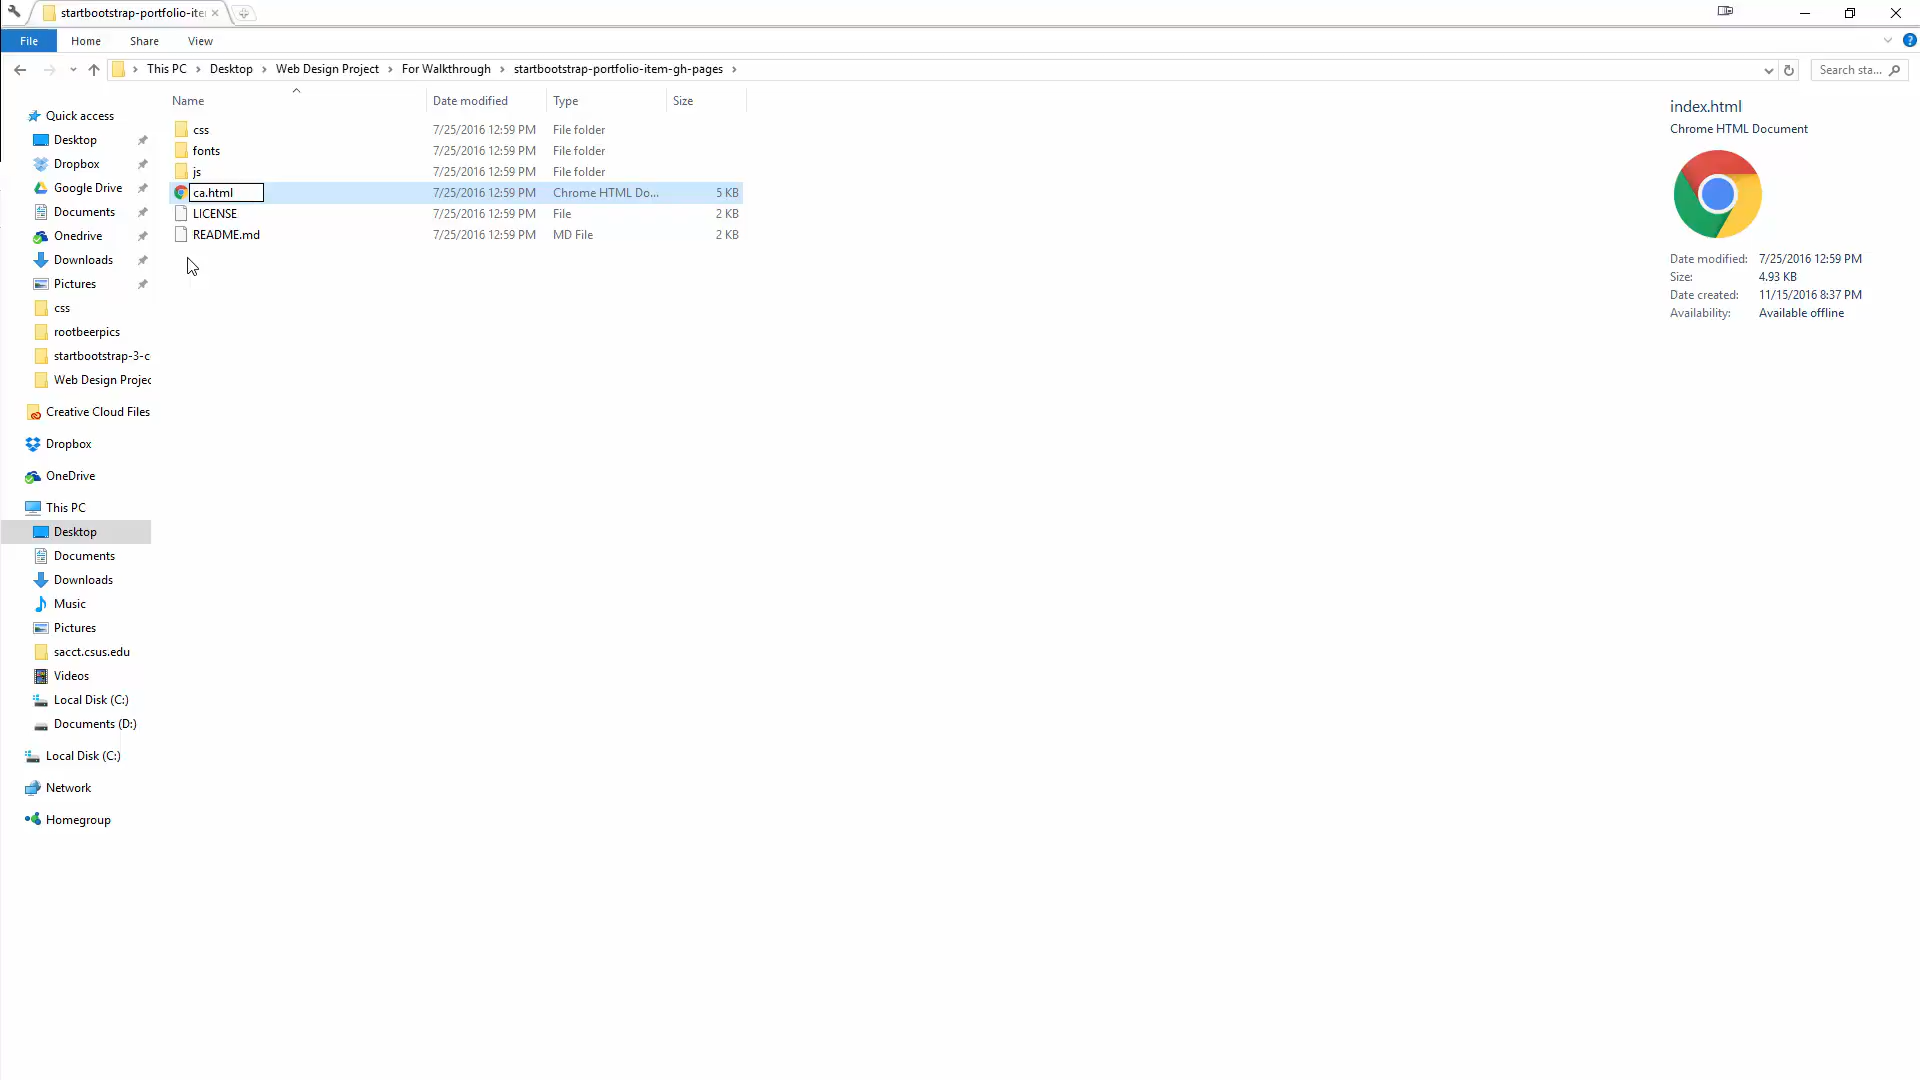 startbootstrap-portfolio-ite
File Home Share View
This PC Desktop Web Design Project For Walkthrough startbootstrap-portfolio-item-gh-pages
Search sta...
Name Date modified Type Size
css 7/25/2016 12:59 PM File folder
fonts 7/25/2016 12:59 PM File folder
js 7/25/2016 12:59 PM File folder
ca.html 7/25/2016 12:59 PM Chrome HTML Do... 5 KB
LICENSE 7/25/2016 12:59 PM File 2 KB
README.md 7/25/2016 12:59 PM MD File 2 KB
Quick access
Desktop
Dropbox
Google Drive
Documents
Onedrive
Downloads
Pictures
css
rootbeerpics
startbootstrap-3-c
Web Design Projec
Creative Cloud Files
Dropbox
OneDrive
This PC
Desktop
Documents
Downloads
Music
Pictures
sacct.csus.edu
Videos
Local Disk (C:)
Documents (D:)
Local Disk (C:)
Network
Homegroup
index.html
Chrome HTML Document
Date modified: 7/25/2016 12:59 PM
Size: 4.93 KB
Date created: 11/15/2016 8:37 PM
Availability: Available offline